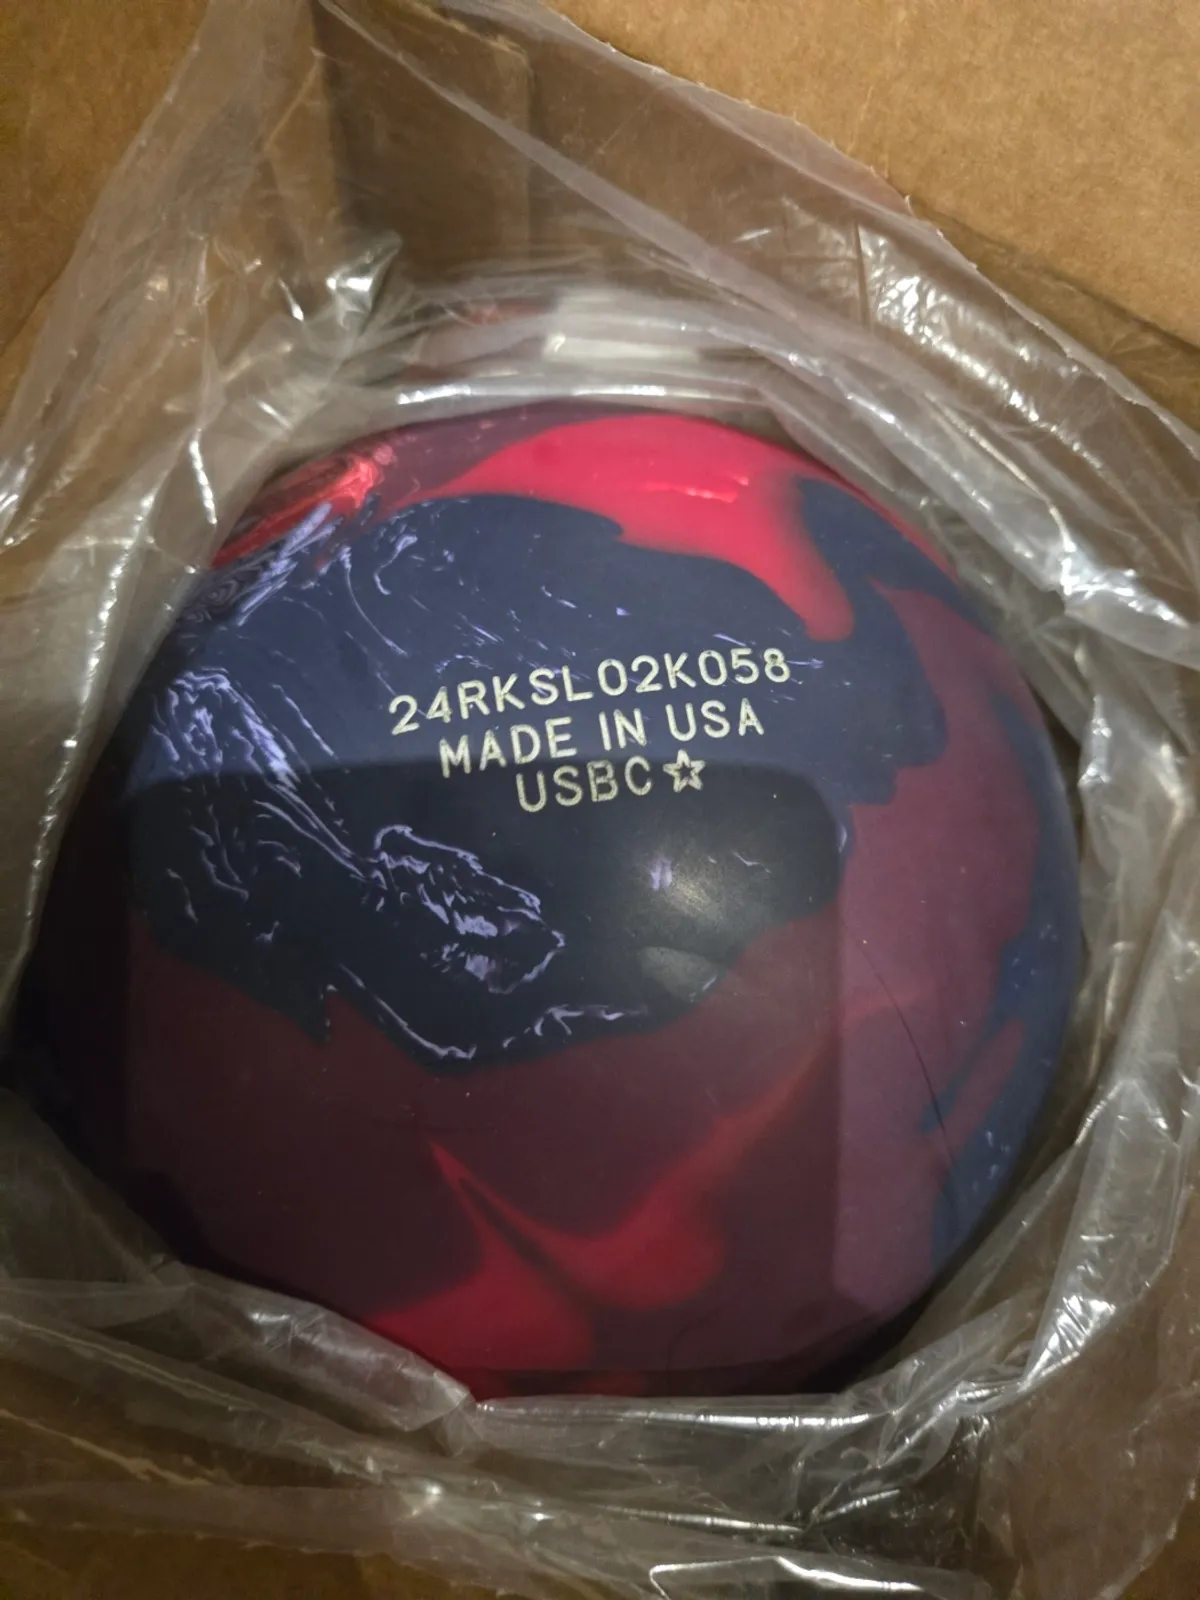 24RKSL02K058
MADE IN USA
USBC☆